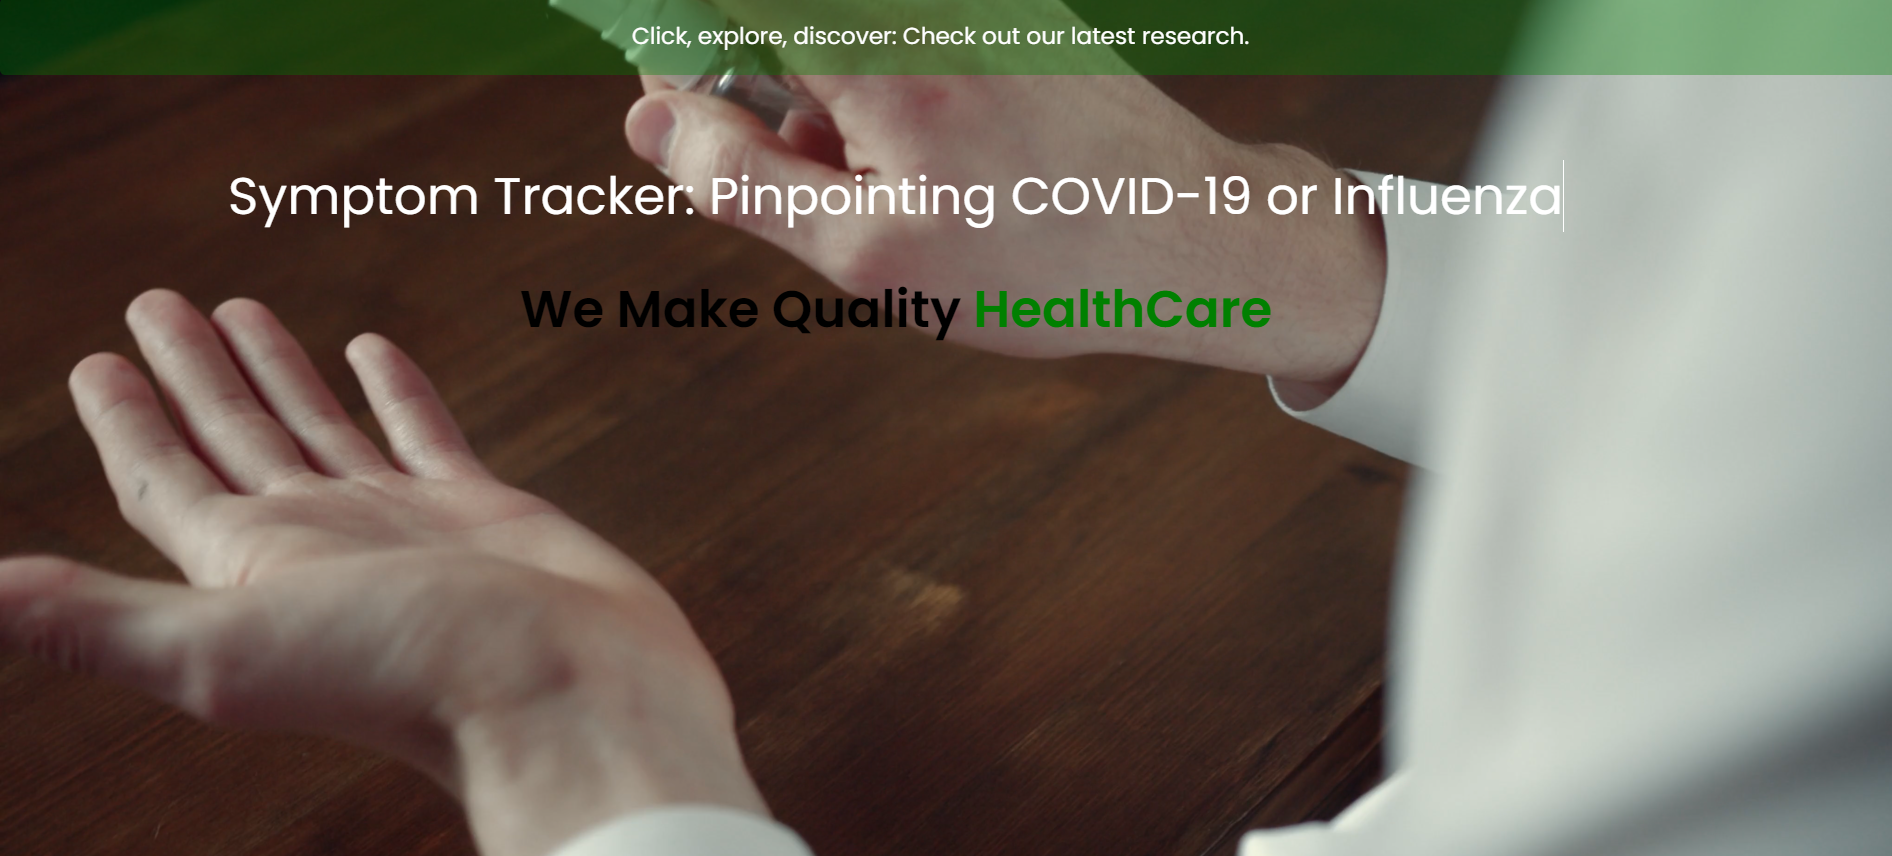 Click, explore, discover: Check out our latest research.
Symptom Tracker: Pinpointing COVID-19 or Influenza
We Make Quality HealthCare